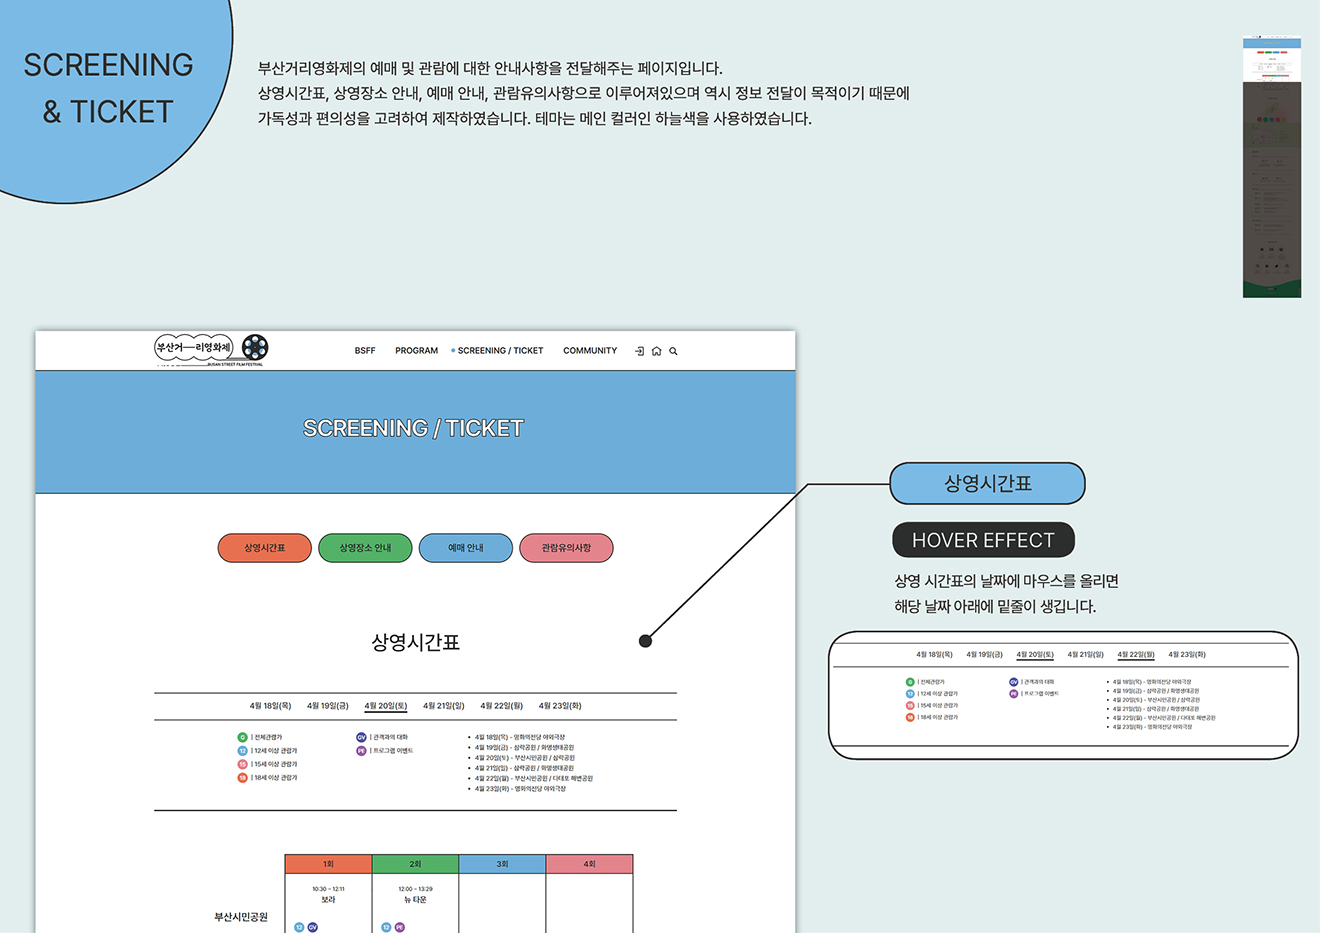 SCREENING
& TICKET
부산거리영화제의 예매 및 관람에 대한 안내사항을 전달해주는 페이지입니다.
상영시간표, 상영장소 안내, 예매 안내, 관람유의사항으로 이루어져있으며 역시 정보 전달이 목적이기 때문에
가독성과 편의성을 고려하여 제작하였습니다. 테마는 메인 컬러인 하늘색을 사용하였습니다.
부산거리영화제
BUSAN STREET FILM FESTIVAL
BSFF PROGRAM SCREENING / TICKET COMMUNITY
SCREENING / TICKET
상영시간표 상영장소 안내 예매 안내 관람유의사항
상영시간표
4월 18일(목) 4월 19일(금) 4월 20일(토) 4월 21일(일) 4월 22일(월) 4월 23일(화)
G | 전체관람가
12 | 12세 이상 관람가
15 | 15세 이상 관람가
18 | 18세 이상 관람가
GV | 관객과의 대화
PE | 프로그램 이벤트
• 4월 18일(목) - 영화의전당 야외극장
• 4월 19일(금) - 삼락공원 / 화명생태공원
• 4월 20일(토) - 부산시민공원 / 삼락공원
• 4월 21일(일) - 삼락공원 / 화명생태공원
• 4월 22일(월) - 부산시민공원 / 다대포 해변공원
• 4월 23일(화) - 영화의전당 야외극장
1회 2회 3회 4회
부산시민공원
10:30 ~ 12:11
보라
12 GV
12:00 ~ 13:29
뉴 타운
12 PE
상영시간표
HOVER EFFECT
상영 시간표의 날짜에 마우스를 올리면
해당 날짜 아래에 밑줄이 생깁니다.
4월 18일(목) 4월 19일(금) 4월 20일(토) 4월 21일(일) 4월 22일(월) 4월 23일(화)
G | 전체관람가
12 | 12세 이상 관람가
15 | 15세 이상 관람가
18 | 18세 이상 관람가
GV | 관객과의 대화
PE | 프로그램 이벤트
• 4월 18일(목) - 영화의전당 야외극장
• 4월 19일(금) - 삼락공원 / 화명생태공원
• 4월 20일(토) - 부산시민공원 / 삼락공원
• 4월 21일(일) - 삼락공원 / 화명생태공원
• 4월 22일(월) - 부산시민공원 / 다대포 해변공원
• 4월 23일(화) - 영화의전당 야외극장